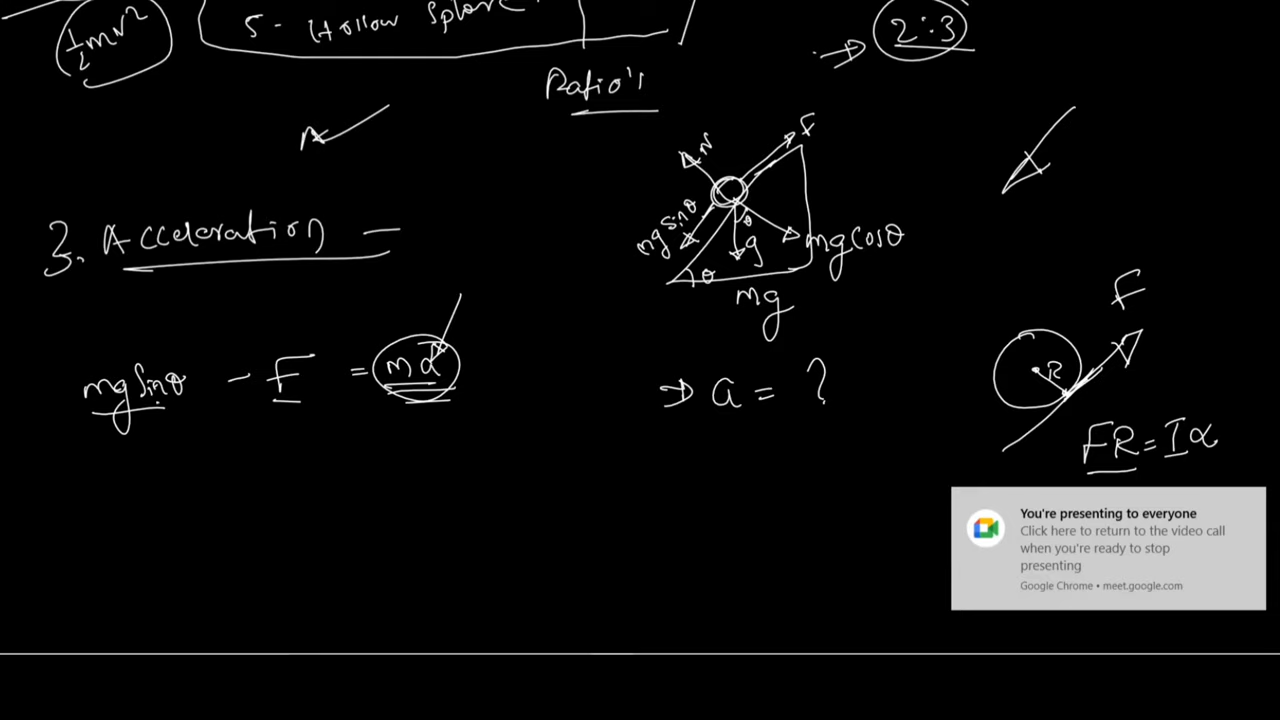 ½mv²
5 - Hollow Sphere
2:3
Ratio's
N
F
mg sinθ
θ
g
mg cosθ
θ
mg
3. Acceleration -
F
mg sinθ - F = ma
⇒ a = ?
R
FR = Iα
You're presenting to everyone
Click here to return to the video call
when you're ready to stop
presenting
Google Chrome • meet.google.com